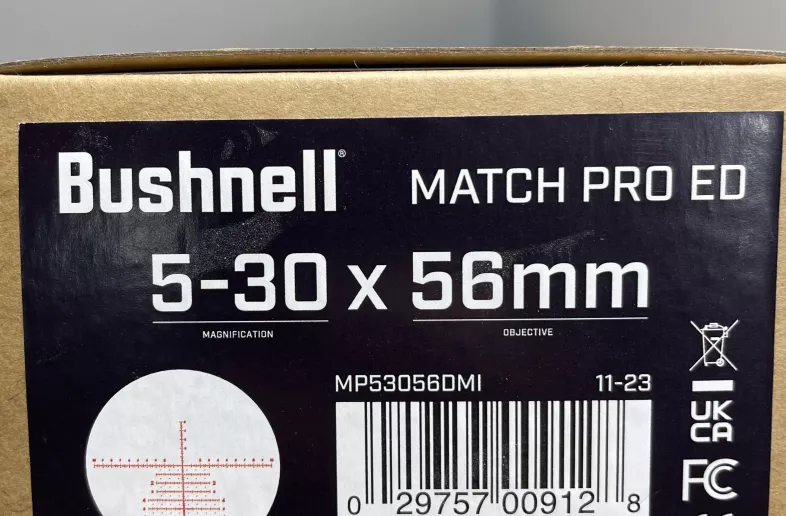 Bushnell® MATCH PRO ED
5-30 x 56mm
MAGNIFICATION OBJECTIVE
MP53056DMI 11-23
0 29757 00912 8
UK
CA
FC